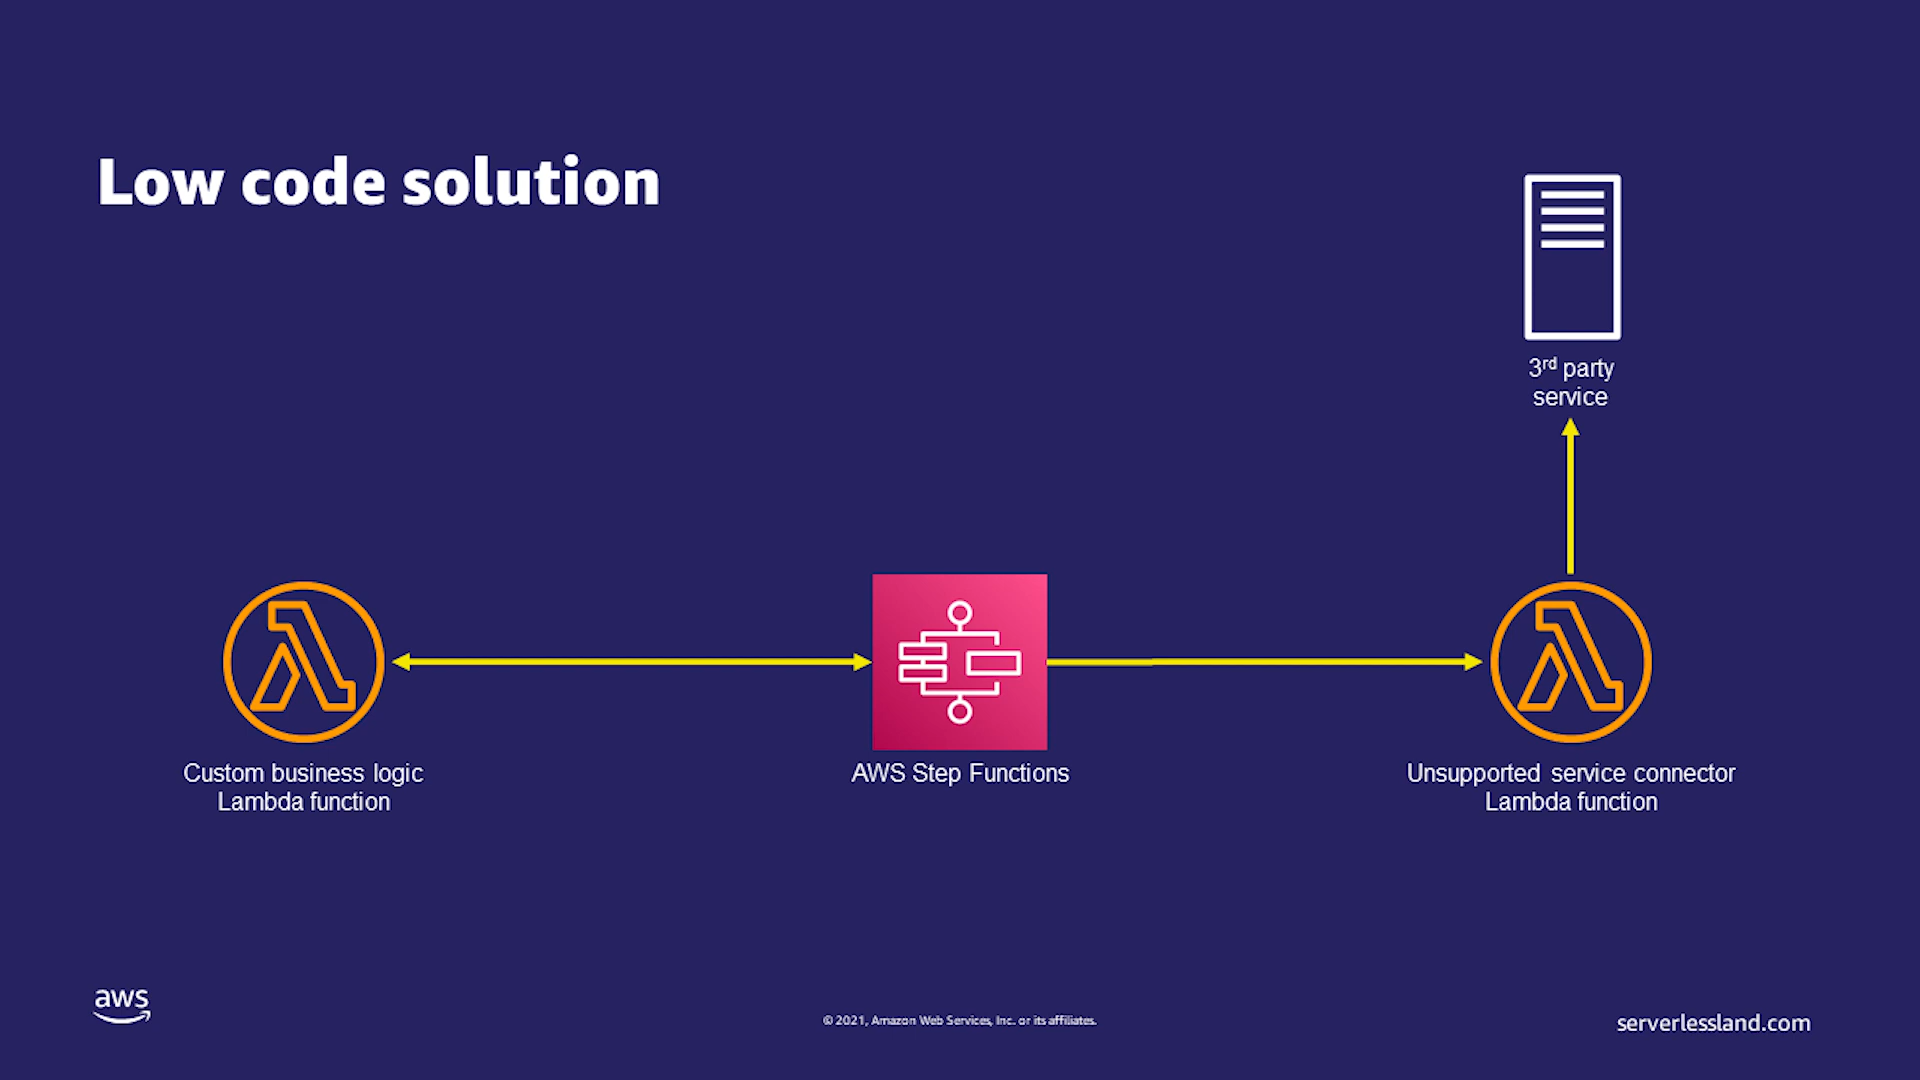 Low code solution
3rd party
service
Custom business logic
Lambda function
AWS Step Functions
Unsupported service connector
Lambda function
aws
© 2021, Amazon Web Services, Inc. or its affiliates.
serverlessland.com